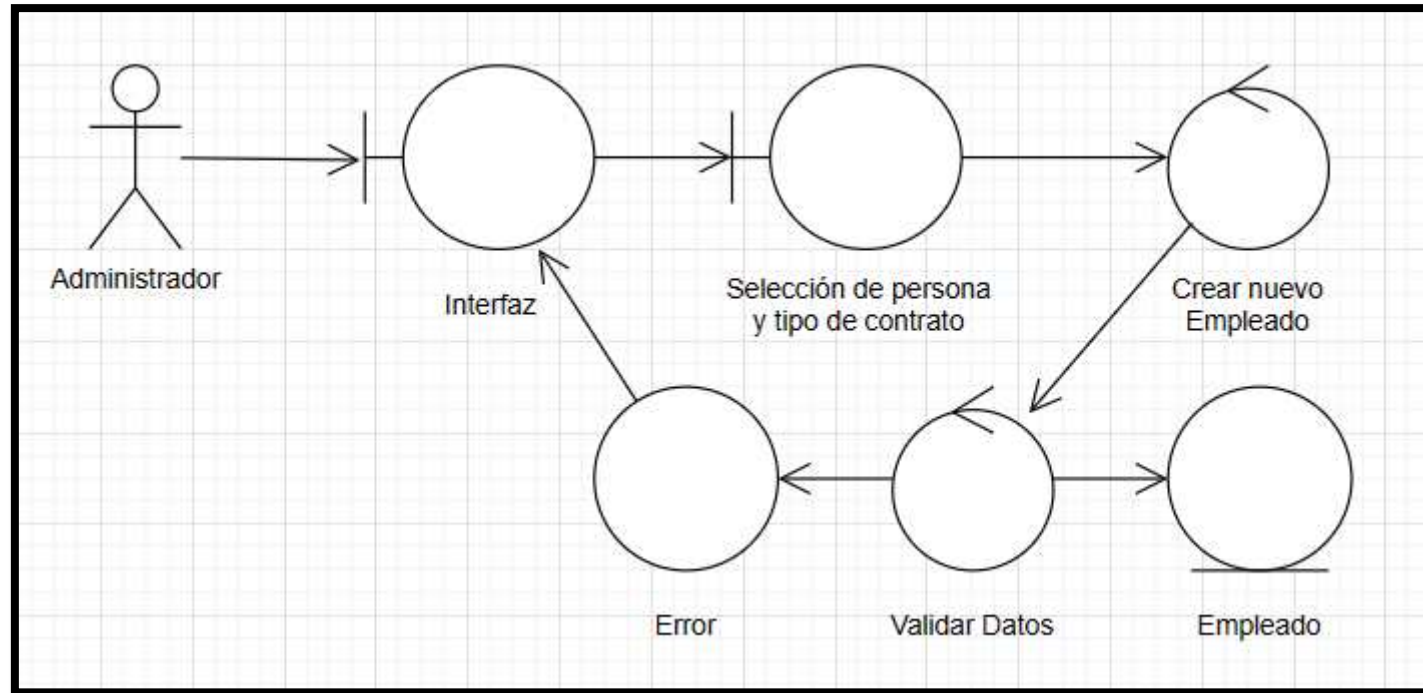 Administrador
Interfaz
Selección de persona
y tipo de contrato
Crear nuevo
Empleado
Error
Validar Datos
Empleado